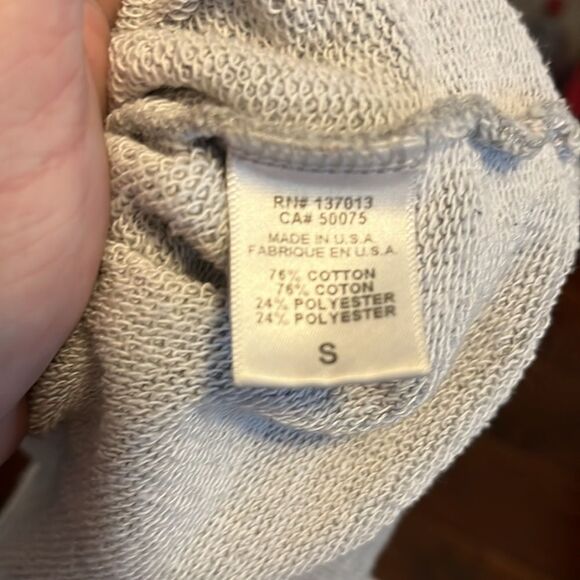 RN# 137013
CA# 50075
MADE IN U.S.A.
FABRIQUE EN U.S.A.
76% COTTON
76% COTON
24% POLYESTER
24% POLYESTER
S